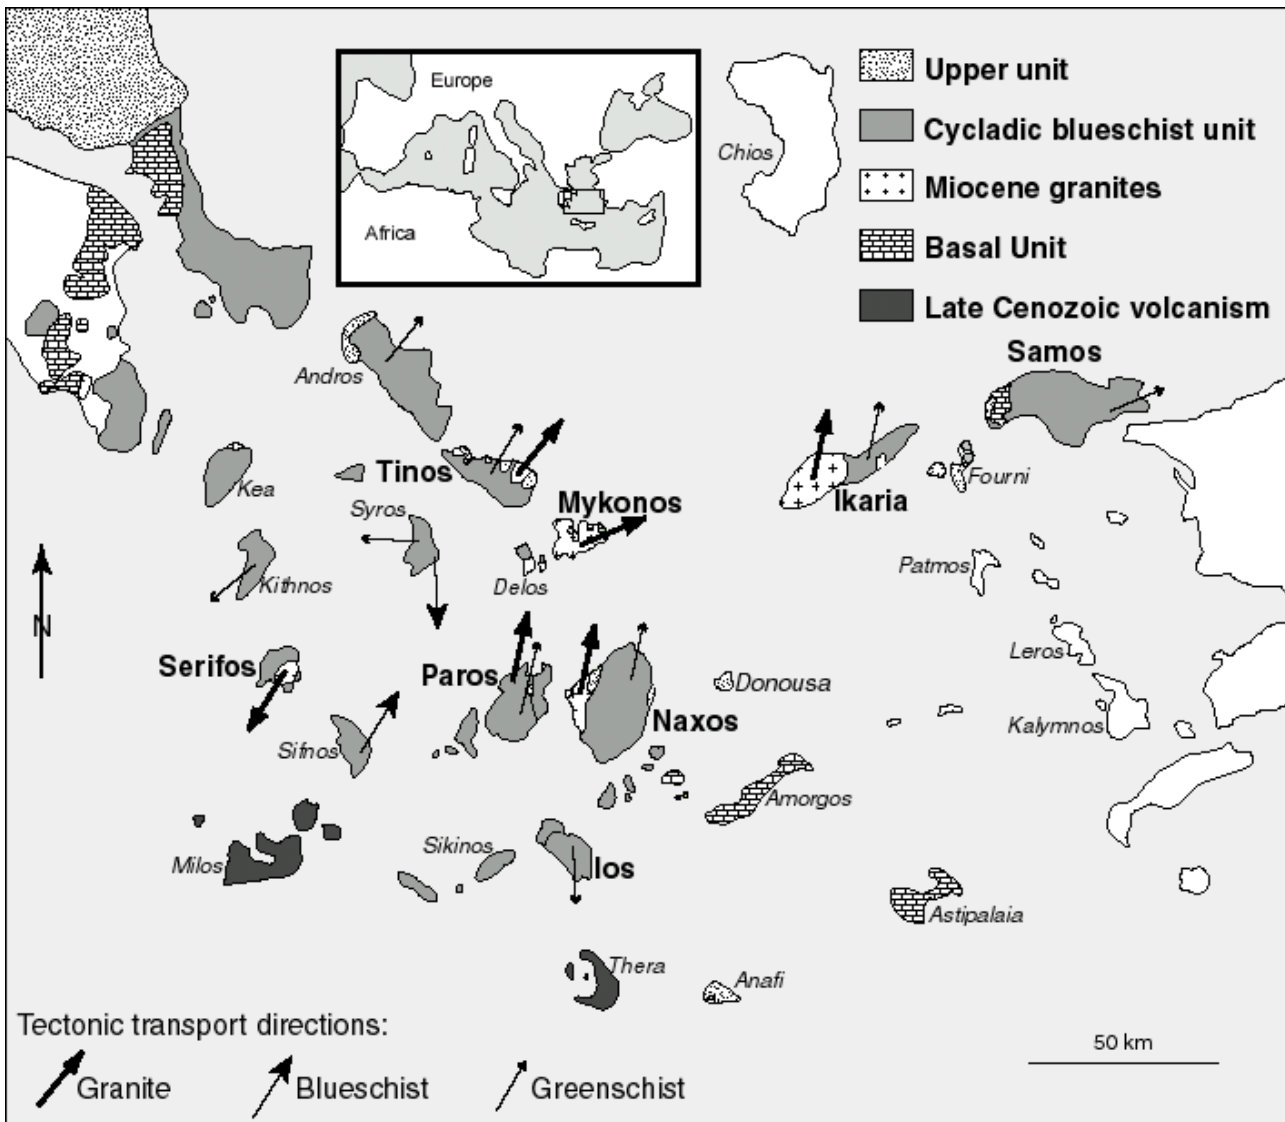 Europe
Africa
Chios
Upper unit
Cycladic blueschist unit
Miocene granites
Basal Unit
Late Cenozoic volcanism
Samos
Andros
Tinos
Kea
Syros
Mykonos
Ikaria
Fourni
Kithnos
Delos
Patmos
N
Serifos
Paros
Leros
Donousa
Naxos
Sifnos
Kalymnos
Amorgos
Milos
Sikinos
Ios
Astipalaia
Thera
Anafi
Tectonic transport directions:
50 km
Granite
Blueschist
Greenschist